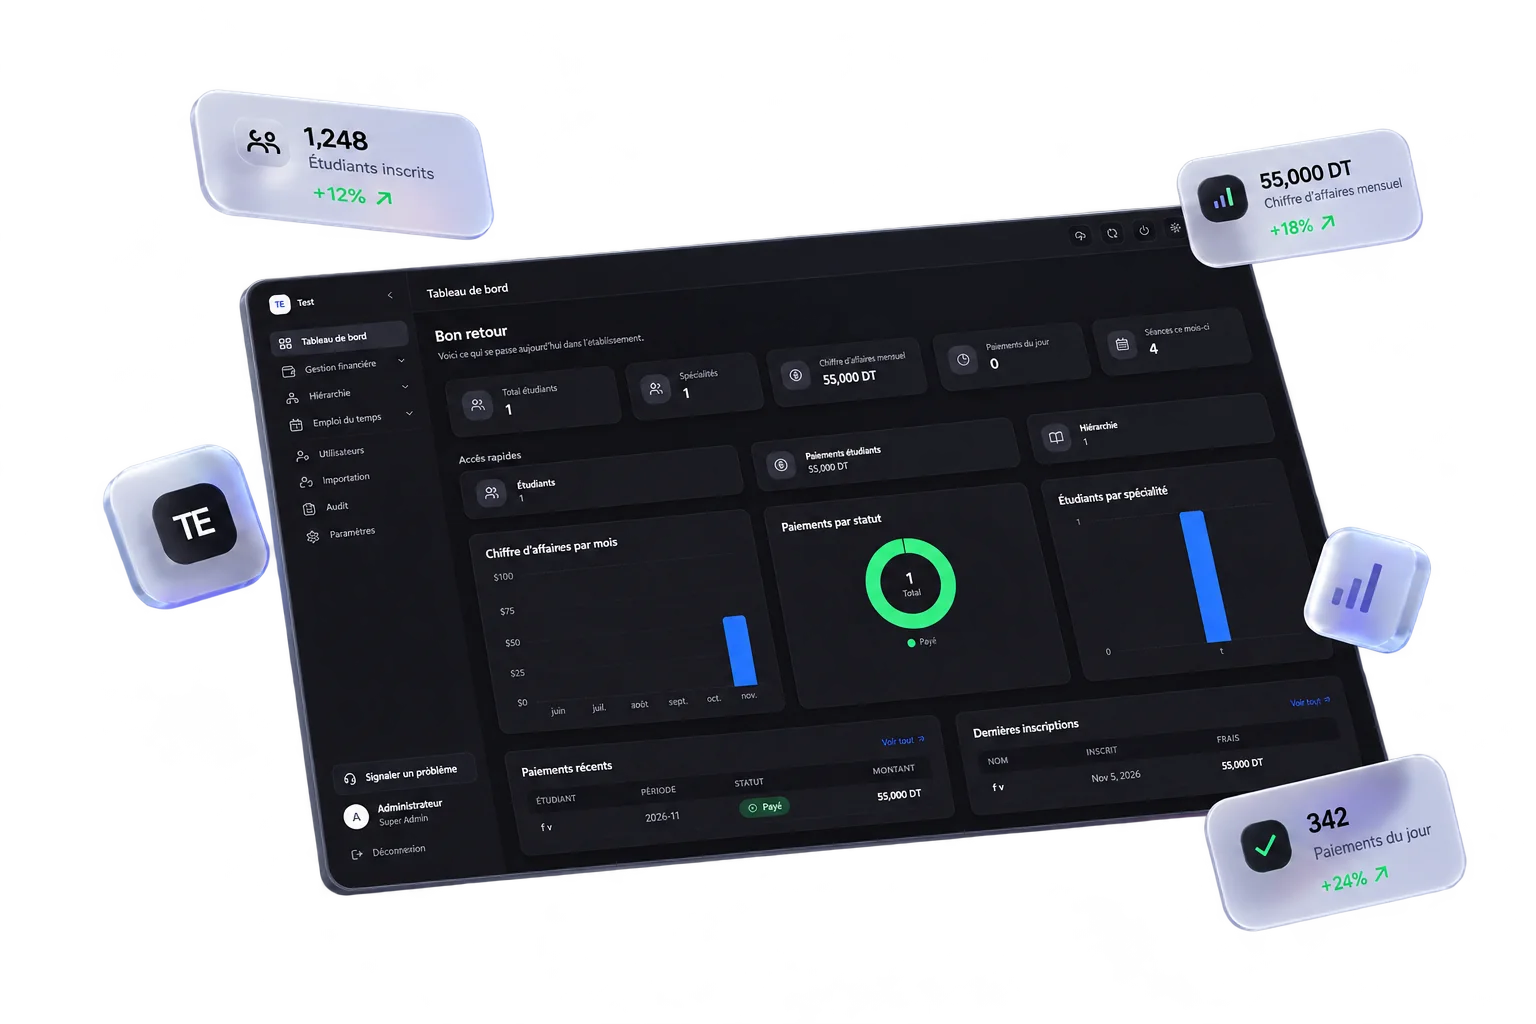 1,248
Étudiants inscrits
+12%
55,000 DT
Chiffre d'affaires mensuel
+18%
TE
Test
Tableau de bord
Gestion financière
Hiérarchie
Emploi du temps
Utilisateurs
Importation
Audit
Paramètres
Signaler un problème
A
Administrateur
Super Admin
Déconnexion
Tableau de bord
Bon retour
Voici ce qui se passe aujourd'hui dans l'etablissement.
Total étudiants
1
Spécialités
1
Chiffre d'affaires mensuel
55,000 DT
Paiements du jour
0
Séances ce mois-ci
4
Accès rapides
Étudiants
1
Paiements étudiants
55,000 DT
Hiérarchie
1
Chiffre d'affaires par mois
$100
$75
$50
$25
$0
juin juil. août sept. oct. nov.
Paiements par statut
1
Total
Payé
Étudiants par spécialité
1
0
t
Paiements récents
Voir tout
ÉTUDIANT PÉRIODE STATUT MONTANT
f v 2026-11 Payé 55,000 DT
Dernières inscriptions
Voir tout
NOM INSCRIT FRAIS
f v Nov 5, 2026 55,000 DT
TE
342
Paiements du jour
+24%